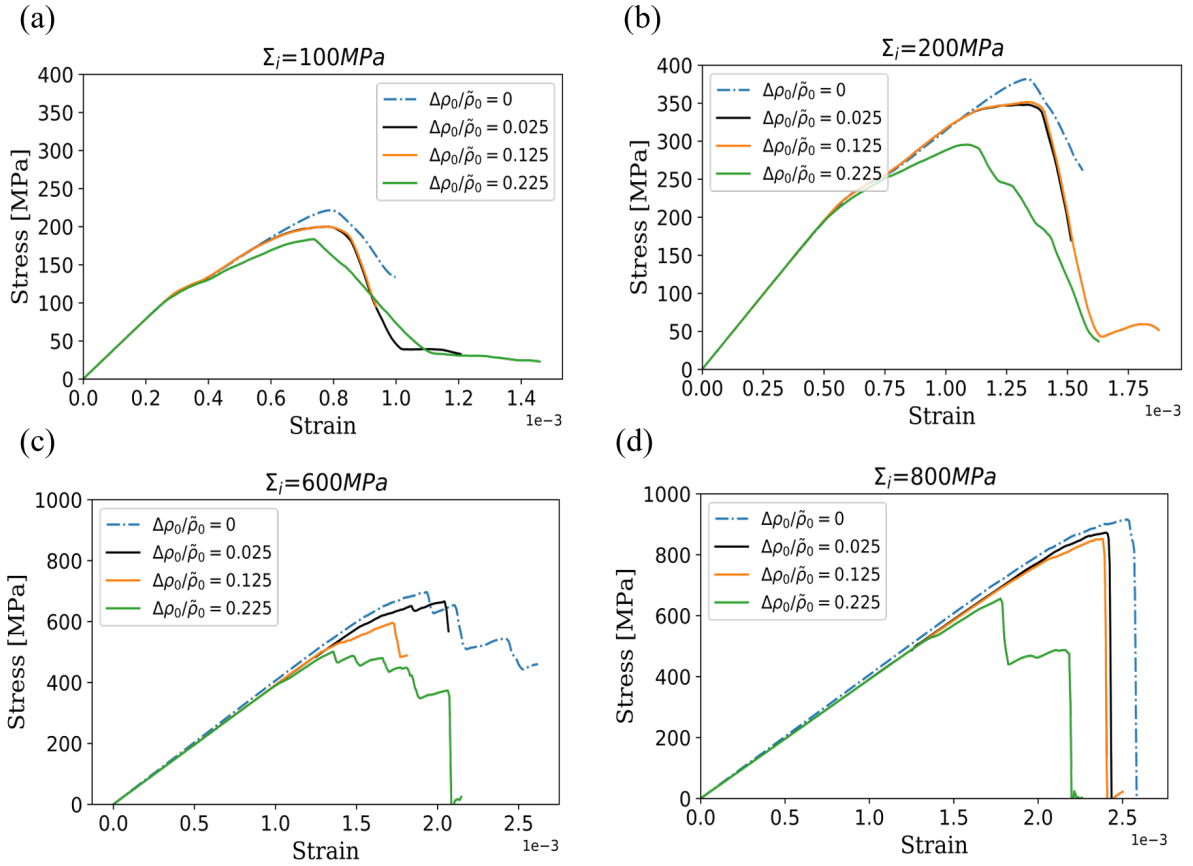 (a)
Σᵢ=100MPa
Stress [MPa]
400
350
300
250
200
150
100
50
0
Δρ₀/ρ̃₀ = 0
Δρ₀/ρ̃₀ = 0.025
Δρ₀/ρ̃₀ = 0.125
Δρ₀/ρ̃₀ = 0.225
0.0 0.2 0.4 0.6 0.8 1.0 1.2 1.4
1e−3
Strain
(b)
Σᵢ=200MPa
Stress [MPa]
400
350
300
250
200
150
100
50
0
Δρ₀/ρ̃₀ = 0
Δρ₀/ρ̃₀ = 0.025
Δρ₀/ρ̃₀ = 0.125
Δρ₀/ρ̃₀ = 0.225
0.00 0.25 0.50 0.75 1.00 1.25 1.50 1.75
1e−3
Strain
(c)
Σᵢ=600MPa
Stress [MPa]
1000
800
600
400
200
0
Δρ₀/ρ̃₀ = 0
Δρ₀/ρ̃₀ = 0.025
Δρ₀/ρ̃₀ = 0.125
Δρ₀/ρ̃₀ = 0.225
0.0 0.5 1.0 1.5 2.0 2.5
1e−3
Strain
(d)
Σᵢ=800MPa
Stress [MPa]
1000
800
600
400
200
0
Δρ₀/ρ̃₀ = 0
Δρ₀/ρ̃₀ = 0.025
Δρ₀/ρ̃₀ = 0.125
Δρ₀/ρ̃₀ = 0.225
0.0 0.5 1.0 1.5 2.0 2.5
1e−3
Strain